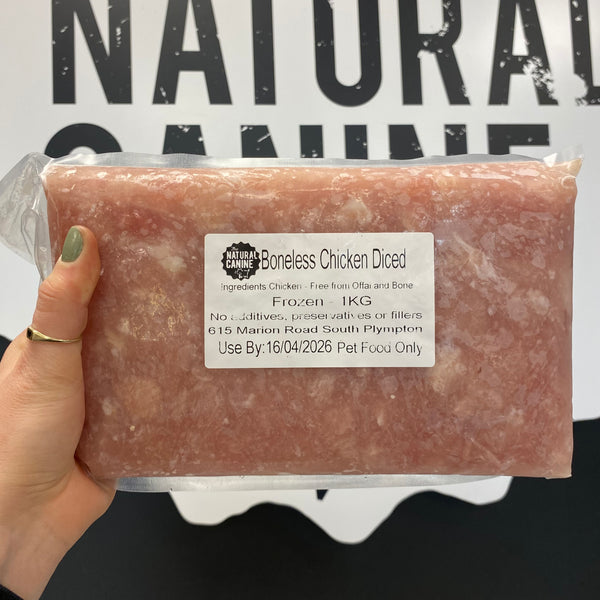 NATURAL
CANINE
The
NATURAL
CANINE
Boneless Chicken Diced
Ingredients Chicken - Free from Offal and Bone
Frozen - 1KG
No additives, preservatives or fillers
615 Marion Road South Plympton
Use By:16/04/2026 Pet Food Only